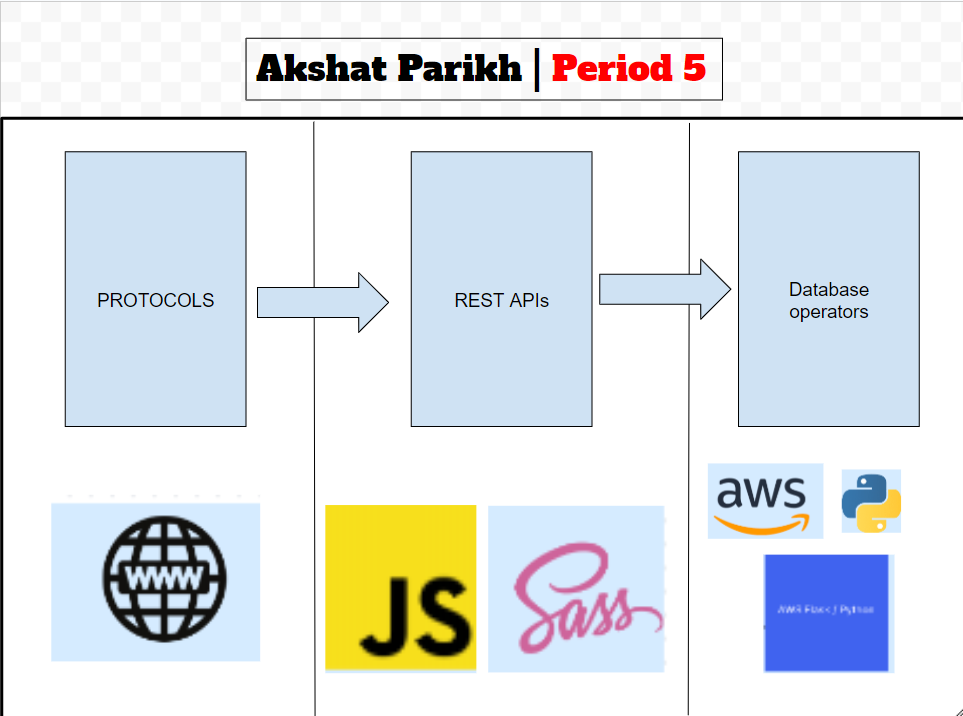 Akshat Parikh | Period 5
PROTOCOLS
REST APIs
Database
operators
www
JS
Sass
aws
AWS Flask / Python